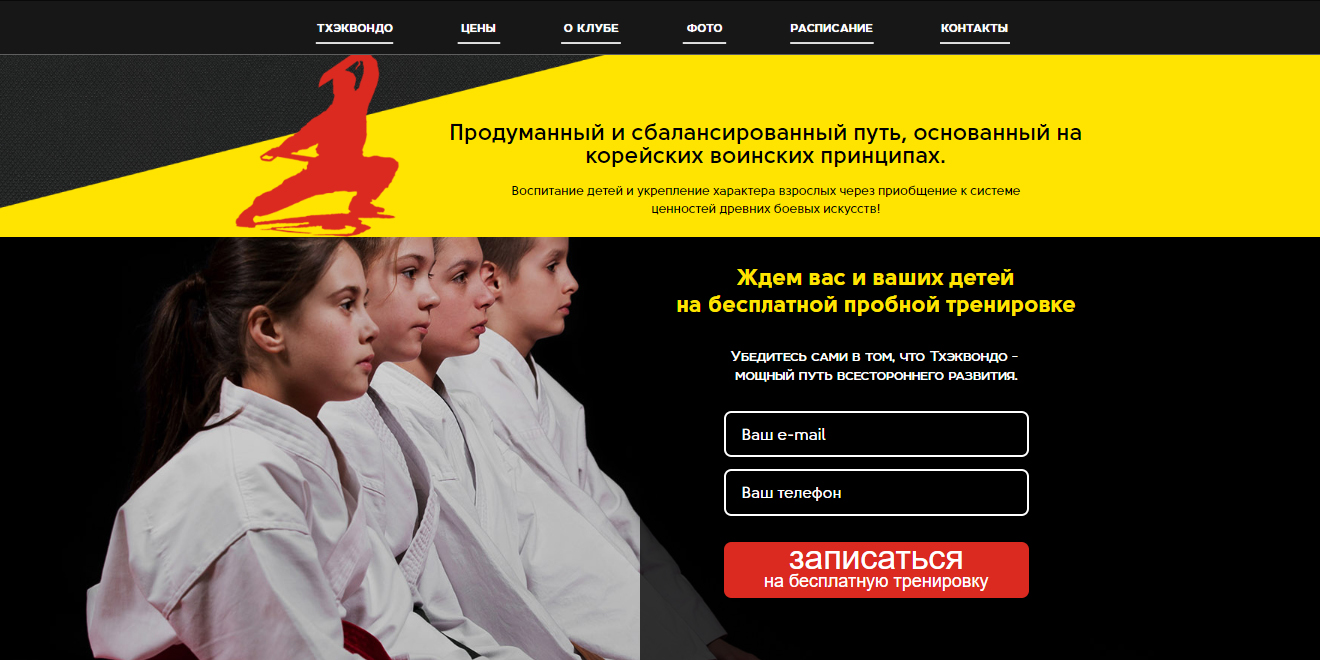 ТХЭКВОНДО ЦЕНЫ О КЛУБЕ ФОТО РАСПИСАНИЕ КОНТАКТЫ
Продуманный и сбалансированный путь, основанный на
корейских воинских принципах.
Воспитание детей и укрепление характера взрослых через приобщение к системе
ценностей древних боевых искусств!
Ждем вас и ваших детей
на бесплатной пробной тренировке
Убедитесь сами в том, что Тхэквондо –
мощный путь всестороннего развития.
Ваш e-mail
Ваш телефон
записаться
на бесплатную тренировку